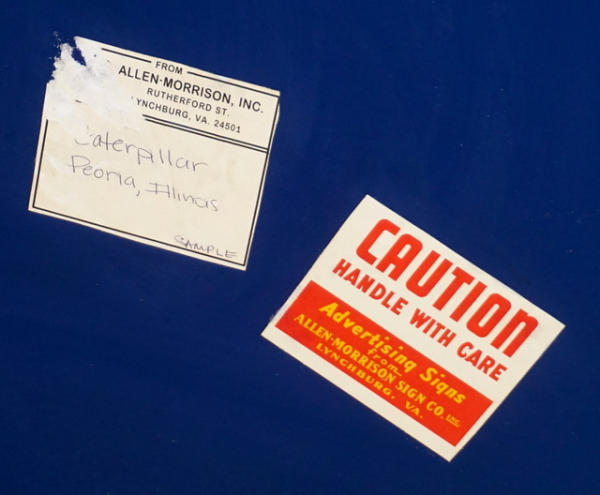 FROM
ALLEN-MORRISON, INC.
RUTHERFORD ST.
YNCHBURG, VA. 24501
Caterpillar
Peoria, Illinois
SAMPLE
CAUTION
HANDLE WITH CARE
Advertising Signs
from
ALLEN-MORRISON SIGN CO. INC.
LYNCHBURG, VA.